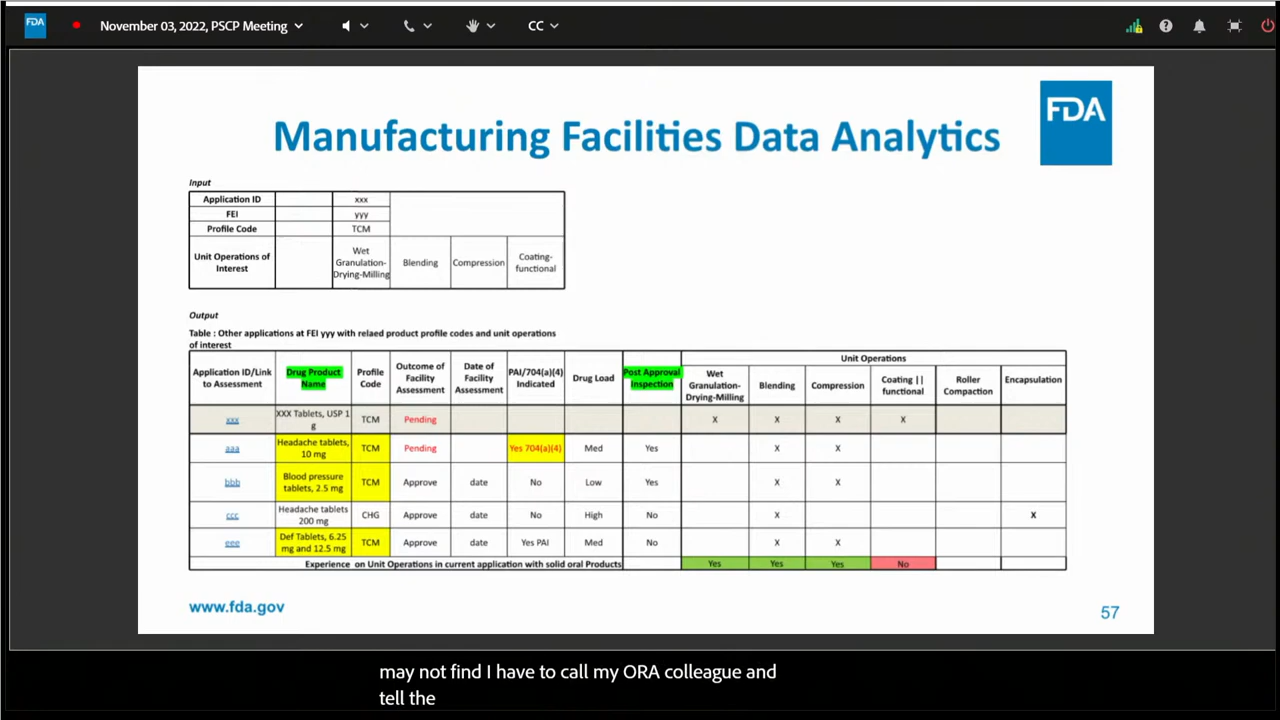 FDA
November 03, 2022, PSCP Meeting
CC
FDA
Manufacturing Facilities Data Analytics
Input
Application ID xxx
FEI yyy
Profile Code TCM
Unit Operations of Interest Wet Granulation-Drying-Milling Blending Compression Coating-functional
Output
Table : Other applications at FEI yyy with relaed product profile codes and unit operations
of interest
Unit Operations
Application ID/Link to Assessment Drug Product Name Profile Code Outcome of Facility Assessment Date of Facility Assessment PAI/704(a)(4) Indicated Drug Load Post Approval Inspection Wet Granulation-Drying-Milling Blending Compression Coating || functional Roller Compaction Encapsulation
xxx XXX Tablets, USP 1 g TCM Pending X X X X
aaa Headache tablets, 10 mg TCM Pending Yes 704(a)(4) Med Yes X X
bbb Blood pressure tablets, 2.5 mg TCM Approve date No Low Yes X X
ccc Headache tablets 200 mg CHG Approve date No High No X X
eee Def Tablets, 6.25 mg and 12.5 mg TCM Approve date Yes PAI Med No X X
Experience on Unit Operations in current application with solid oral Products Yes Yes Yes No
www.fda.gov
57
may not find I have to call my ORA colleague and
tell the